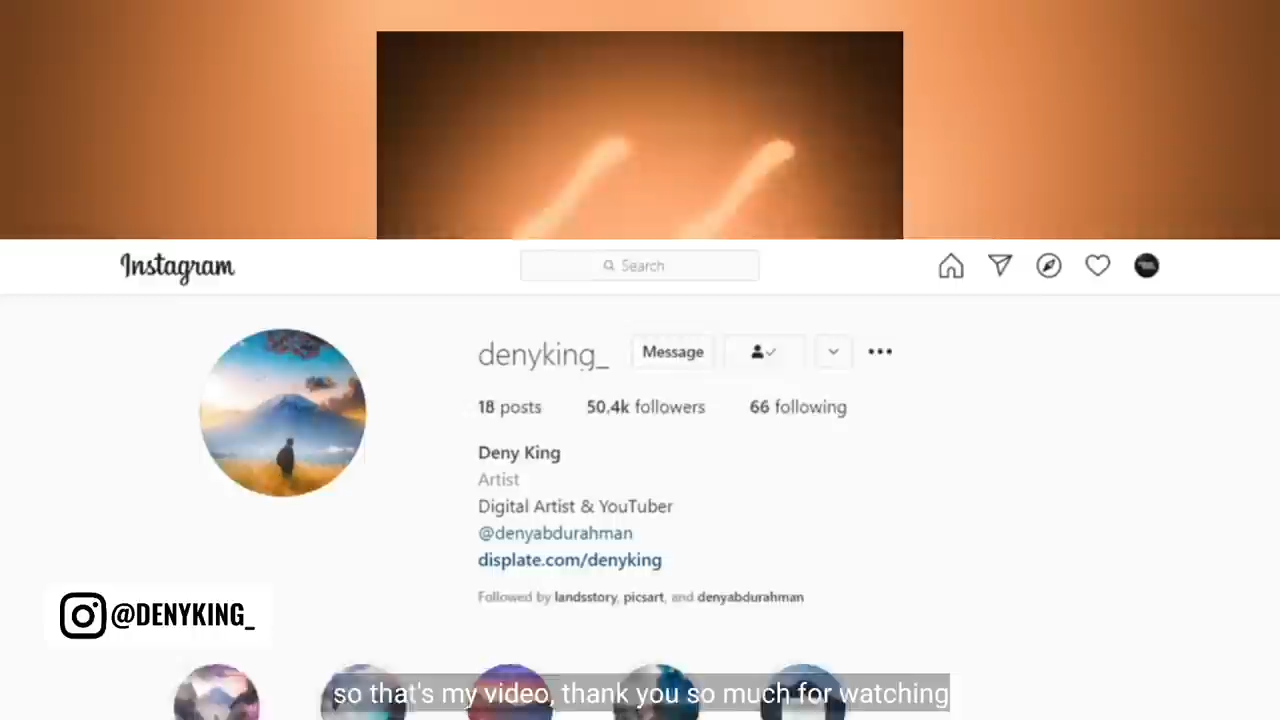 Instagram
Search
denyking_ Message
18 posts 50.4k followers 66 following
Deny King
Artist
Digital Artist & YouTuber
@denyabdurahman
displate.com/denyking
Followed by landsstory, picsart, and denyabdurahman
@DENYKING_
so that's my video, thank you so much for watching